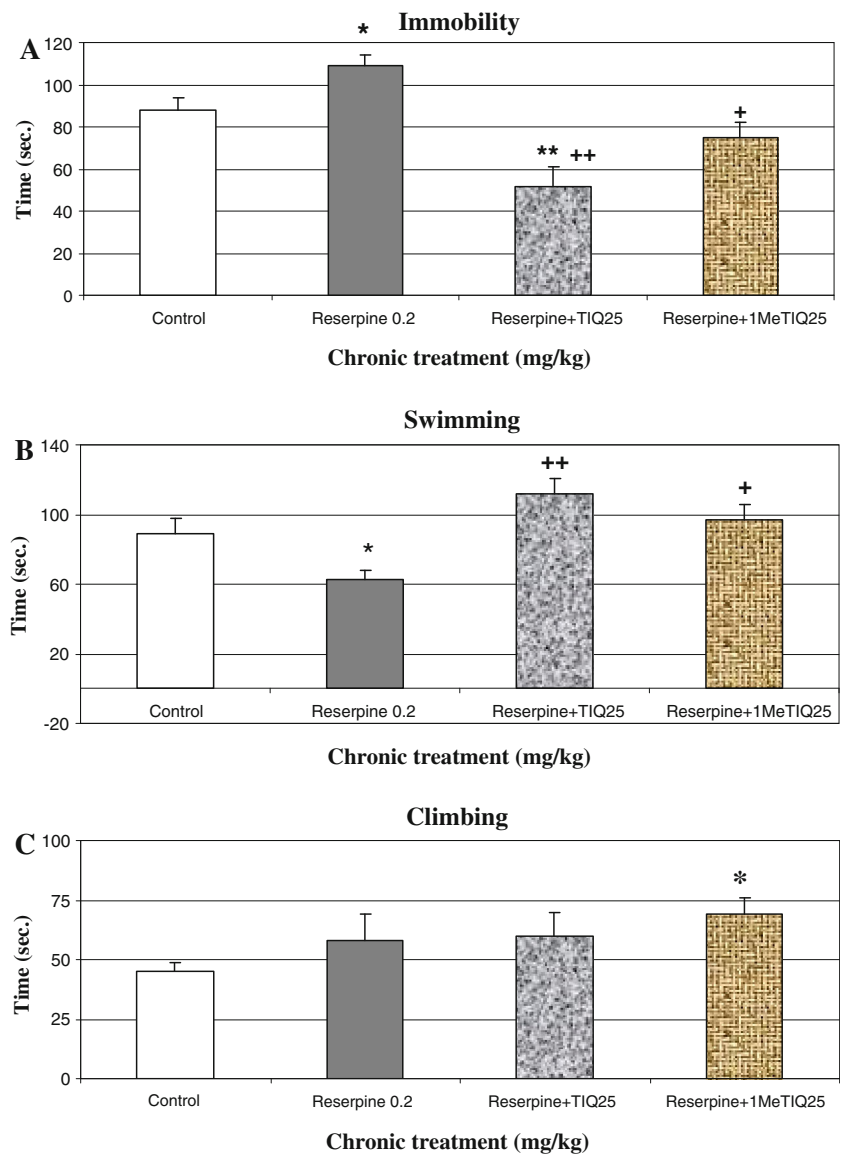 A
Immobility
*
120
100
80
60
40
20
0
** ++
+
Time (sec.)
Control Reserpine 0.2 Reserpine+TIQ25 Reserpine+1MeTIQ25
Chronic treatment (mg/kg)
B
Swimming
140
100
60
20
-20
*
++
+
Time (sec.)
Control Reserpine 0.2 Reserpine+TIQ25 Reserpine+1MeTIQ25
Chronic treatment (mg/kg)
C
Climbing
100
75
50
25
0
*
Time (sec.)
Control Reserpine 0.2 Reserpine+TIQ25 Reserpine+1MeTIQ25
Chronic treatment (mg/kg)